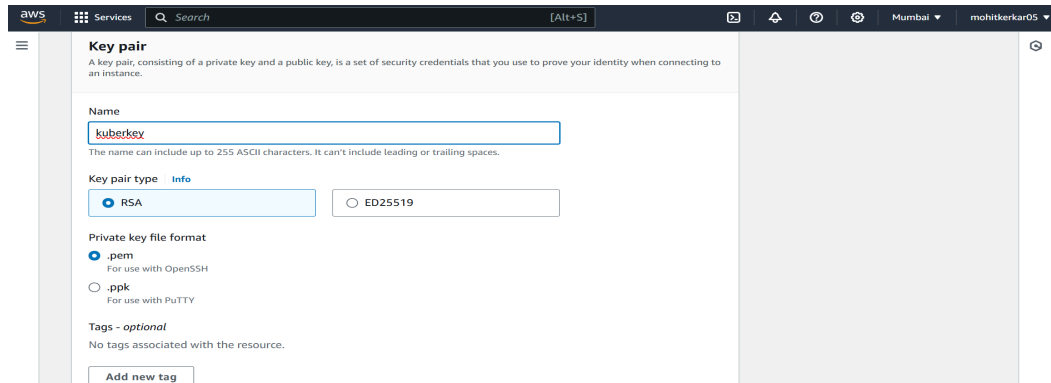 aws Services Search [Alt+S] Mumbai mohitkerkar05
Key pair
A key pair, consisting of a private key and a public key, is a set of security credentials that you use to prove your identity when connecting to
an instance.
Name
kuberkey
The name can include up to 255 ASCII characters. It can't include leading or trailing spaces.
Key pair type Info
RSA ED25519
Private key file format
.pem
For use with OpenSSH
.ppk
For use with PuTTY
Tags - optional
No tags associated with the resource.
Add new tag